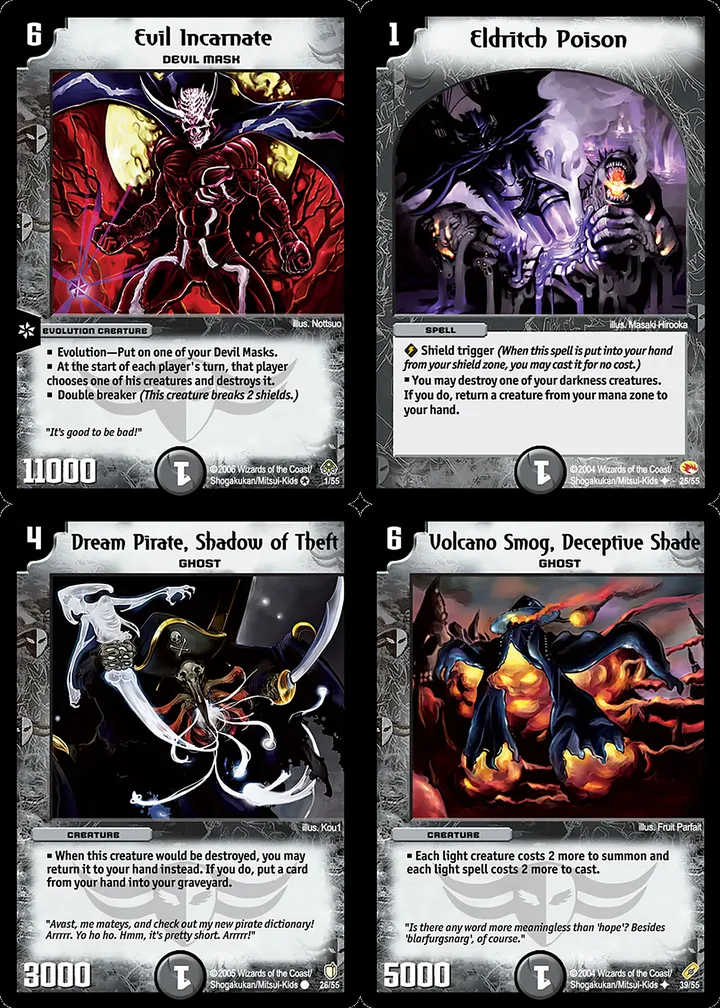 6
Evil Incarnate
DEVIL MASK
illus. Nottsuo
EVOLUTION CREATURE
■ Evolution—Put on one of your Devil Masks.
■ At the start of each player's turn, that player
chooses one of his creatures and destroys it.
■ Double breaker (This creature breaks 2 shields.)
"It's good to be bad!"
11000
1
©2006 Wizards of the Coast/
Shogakukan/Mitsui-Kids
1/55
1
Eldritch Poison
illus. Masaki Hirooka
SPELL
Shield trigger (When this spell is put into your hand
from your shield zone, you may cast it for no cost.)
■ You may destroy one of your darkness creatures.
If you do, return a creature from your mana zone to
your hand.
1
©2004 Wizards of the Coast/
Shogakukan/Mitsui-Kids
25/55
4
Dream Pirate, Shadow of Theft
GHOST
illus. Kou1
CREATURE
■ When this creature would be destroyed, you may
return it to your hand instead. If you do, put a card
from your hand into your graveyard.
"Avast, me mateys, and check out my new pirate dictionary!
Arrrrr. Yo ho ho. Hmm, it's pretty short. Arrrrr!"
3000
1
©2005 Wizards of the Coast/
Shogakukan/Mitsui-Kids
26/55
6
Volcano Smog, Deceptive Shade
GHOST
illus. Fruit Parfait
CREATURE
■ Each light creature costs 2 more to summon and
each light spell costs 2 more to cast.
"Is there any word more meaningless than 'hope'? Besides
'blarfurgsnarg', of course."
5000
1
©2004 Wizards of the Coast/
Shogakukan/Mitsui-Kids
39/55